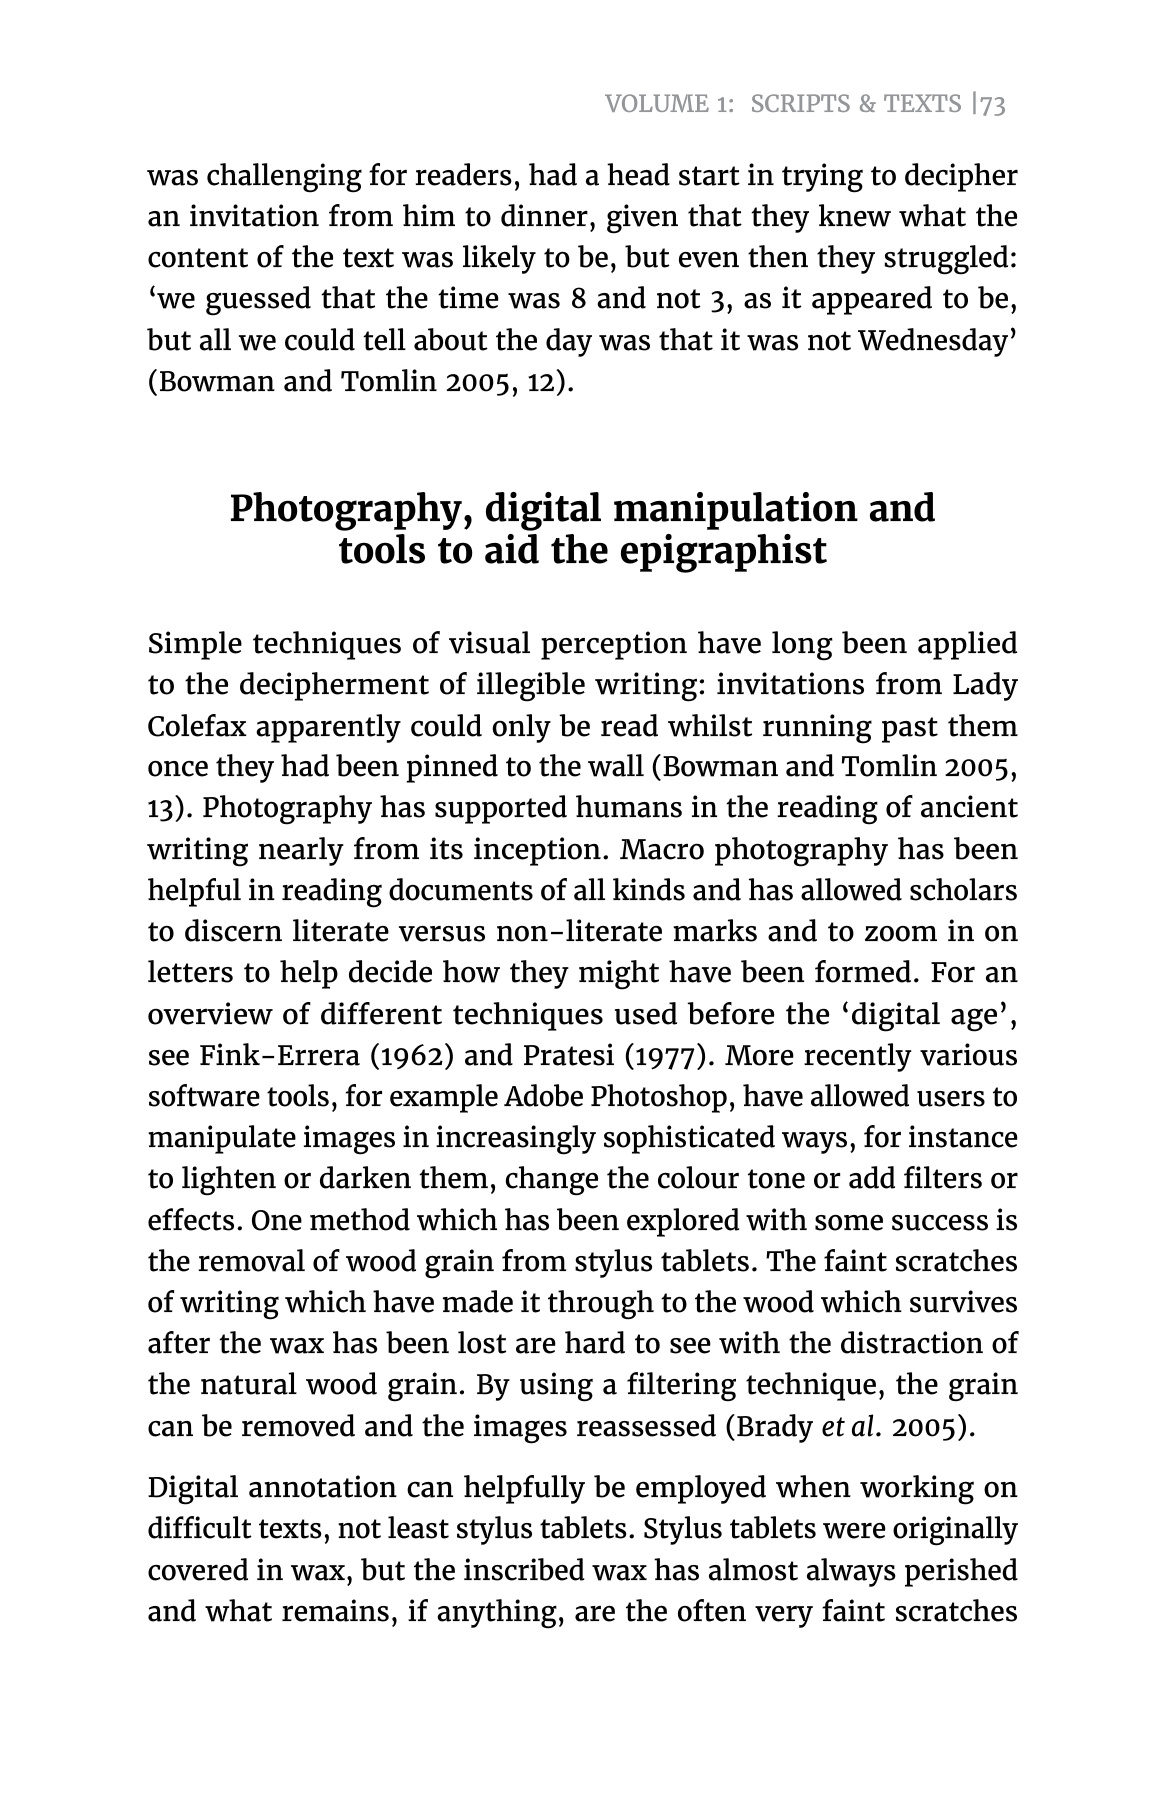 VOLUME 1: SCRIPTS & TEXTS |73
was challenging for readers, had a head start in trying to decipher
an invitation from him to dinner, given that they knew what the
content of the text was likely to be, but even then they struggled:
‘we guessed that the time was 8 and not 3, as it appeared to be,
but all we could tell about the day was that it was not Wednesday’
(Bowman and Tomlin 2005, 12).
Photography, digital manipulation and
tools to aid the epigraphist
Simple techniques of visual perception have long been applied
to the decipherment of illegible writing: invitations from Lady
Colefax apparently could only be read whilst running past them
once they had been pinned to the wall (Bowman and Tomlin 2005,
13). Photography has supported humans in the reading of ancient
writing nearly from its inception. Macro photography has been
helpful in reading documents of all kinds and has allowed scholars
to discern literate versus non-literate marks and to zoom in on
letters to help decide how they might have been formed. For an
overview of different techniques used before the ‘digital age’,
see Fink-Errera (1962) and Pratesi (1977). More recently various
software tools, for example Adobe Photoshop, have allowed users to
manipulate images in increasingly sophisticated ways, for instance
to lighten or darken them, change the colour tone or add filters or
effects. One method which has been explored with some success is
the removal of wood grain from stylus tablets. The faint scratches
of writing which have made it through to the wood which survives
after the wax has been lost are hard to see with the distraction of
the natural wood grain. By using a filtering technique, the grain
can be removed and the images reassessed (Brady et al. 2005).
Digital annotation can helpfully be employed when working on
difficult texts, not least stylus tablets. Stylus tablets were originally
covered in wax, but the inscribed wax has almost always perished
and what remains, if anything, are the often very faint scratches